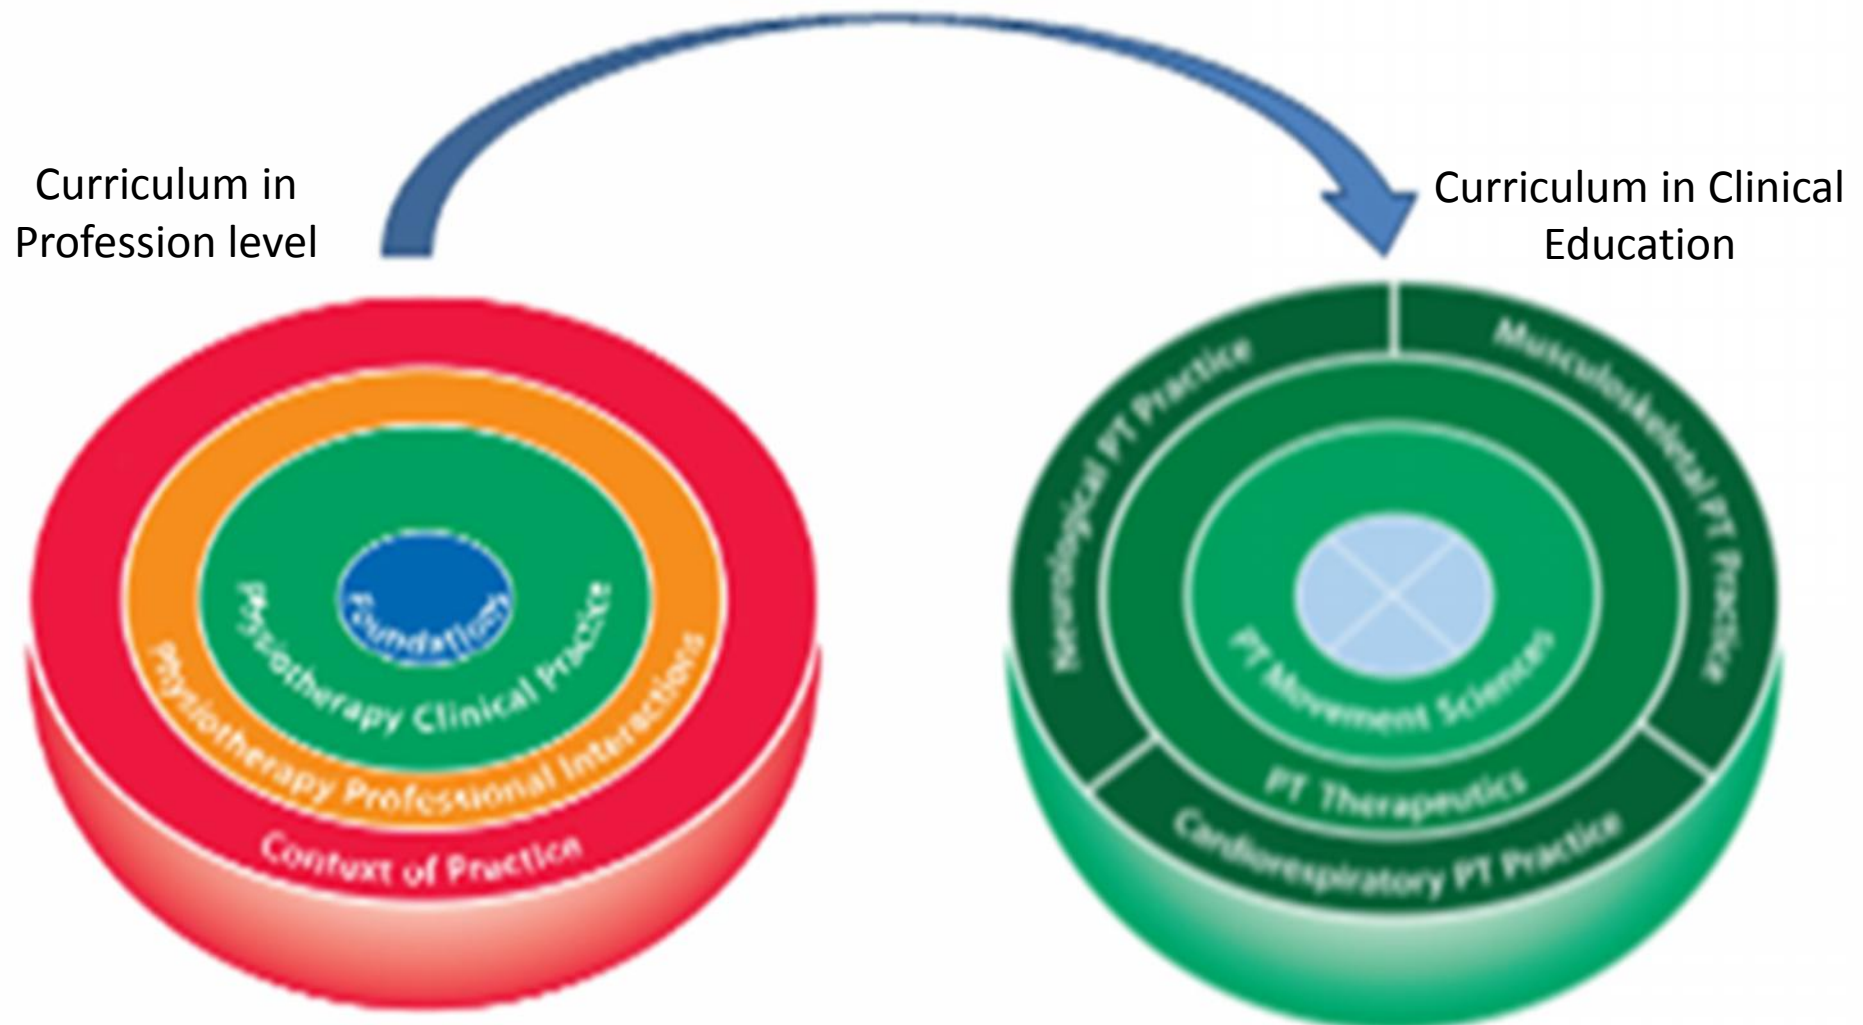 Curriculum in
Profession level
Curriculum in Clinical
Education
Foundations
Physiotherapy Clinical Practice
Physiotherapy Professional Interactions
Context of Practice
Neurological PT Practice
Musculoskeletal PT Practice
PT Movement Sciences
PT Therapeutics
Cardiorespiratory PT Practice